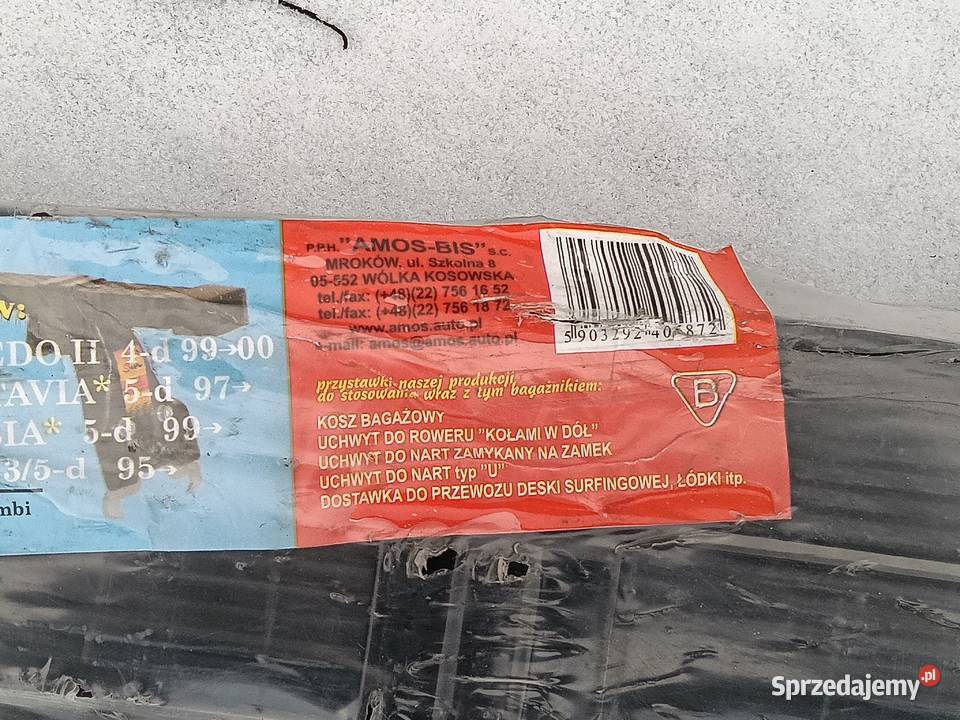 W:
EDO II 4-d 99→00
TAVIA* 5-d 97→
BIA* 5-d 99→
3/5-d 95→
mbi
P.P.H. "AMOS-BIS" s.c.
MROKÓW, ul. Szkolna 8
05-552 WÓLKA KOSOWSKA
tel./fax: (+48)(22) 756 16 52
tel./fax: (+48)(22) 756 18 72
www.amos.auto.pl
e-mail: amos@amos.auto.pl
5 903292 405872
przystawki naszej produkcji
do stosowania wraz z tym bagażnikiem:
B
KOSZ BAGAŻOWY
UCHWYT DO ROWERU "KOŁAMI W DÓŁ"
UCHWYT DO NART ZAMYKANY NA ZAMEK
UCHWYT DO NART typ "U"
DOSTAWKA DO PRZEWOZU DESKI SURFINGOWEJ, ŁÓDKI itp.
Sprzedajemy.pl